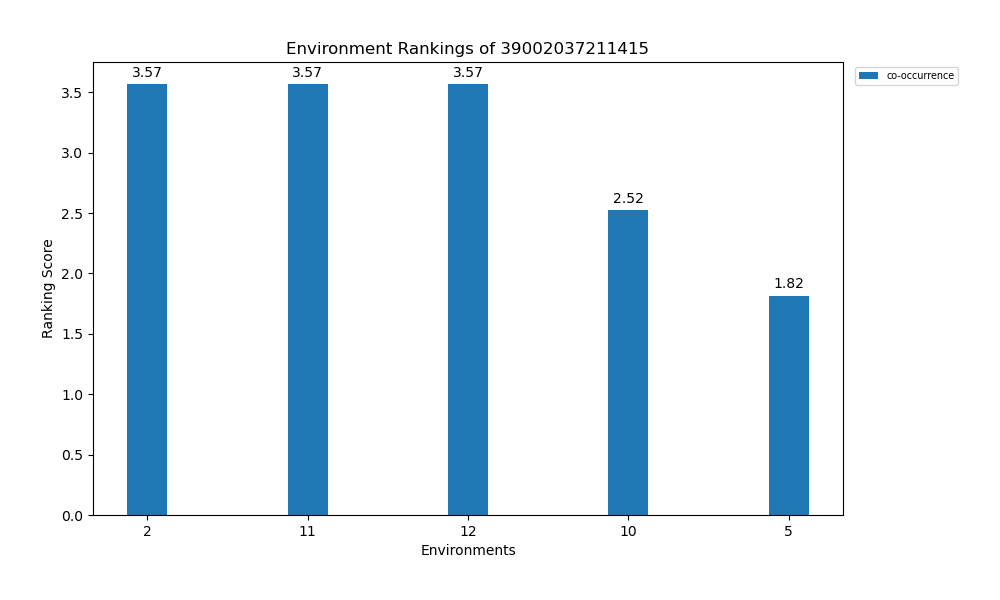 Environment Rankings of 39002037211415
co-occurrence
3.57 3.57 3.57 2.52 1.82
Ranking Score
3.5
3.0
2.5
2.0
1.5
1.0
0.5
0.0
2 11 12 10 5
Environments